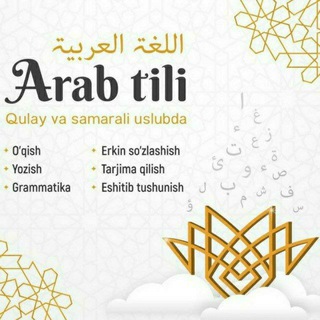 اللغة العربية
Arab tili
Qulay va samarali uslubda
O'qish
Yozish
Grammatika
Erkin so'zlashish
Tarjima qilish
Eshitib tushunish